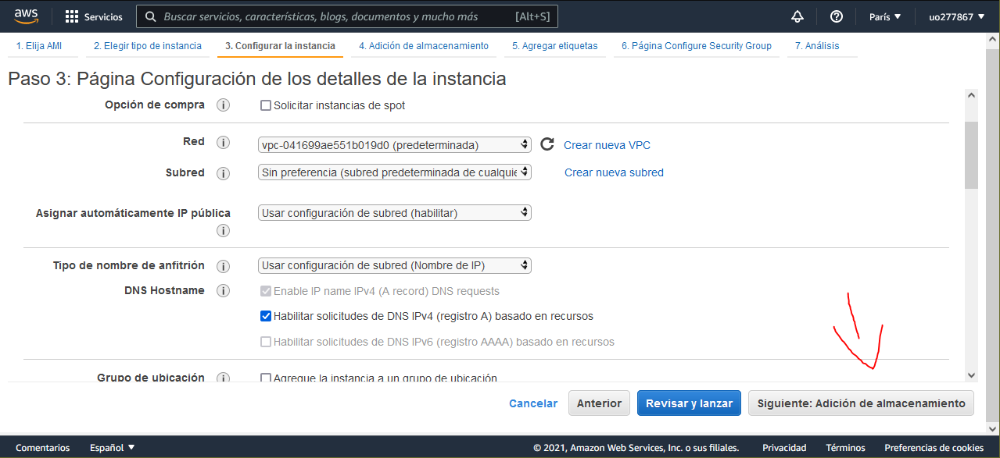 aws Servicios Buscar servicios, características, blogs, documentos y mucho más [Alt+S] París uo277867
1. Elija AMI 2. Elegir tipo de instancia 3. Configurar la instancia 4. Adición de almacenamiento 5. Agregar etiquetas 6. Página Configure Security Group 7. Análisis
Paso 3: Página Configuración de los detalles de la instancia
Opción de compra Solicitar instancias de spot
Red vpc-041699ae551b019d0 (predeterminada) Crear nueva VPC
Subred Sin preferencia (subred predeterminada de cualquie Crear nueva subred
Asignar automáticamente IP pública Usar configuración de subred (habilitar)
Tipo de nombre de anfitrión Usar configuración de subred (Nombre de IP)
DNS Hostname Enable IP name IPv4 (A record) DNS requests
Habilitar solicitudes de DNS IPv4 (registro A) basado en recursos
Habilitar solicitudes de DNS IPv6 (registro AAAA) basado en recursos
Grupo de ubicación Agregue la instancia a un grupo de ubicación
Cancelar Anterior Revisar y lanzar Siguiente: Adición de almacenamiento
Comentarios Español © 2021, Amazon Web Services, Inc. o sus filiales. Privacidad Términos Preferencias de cookies